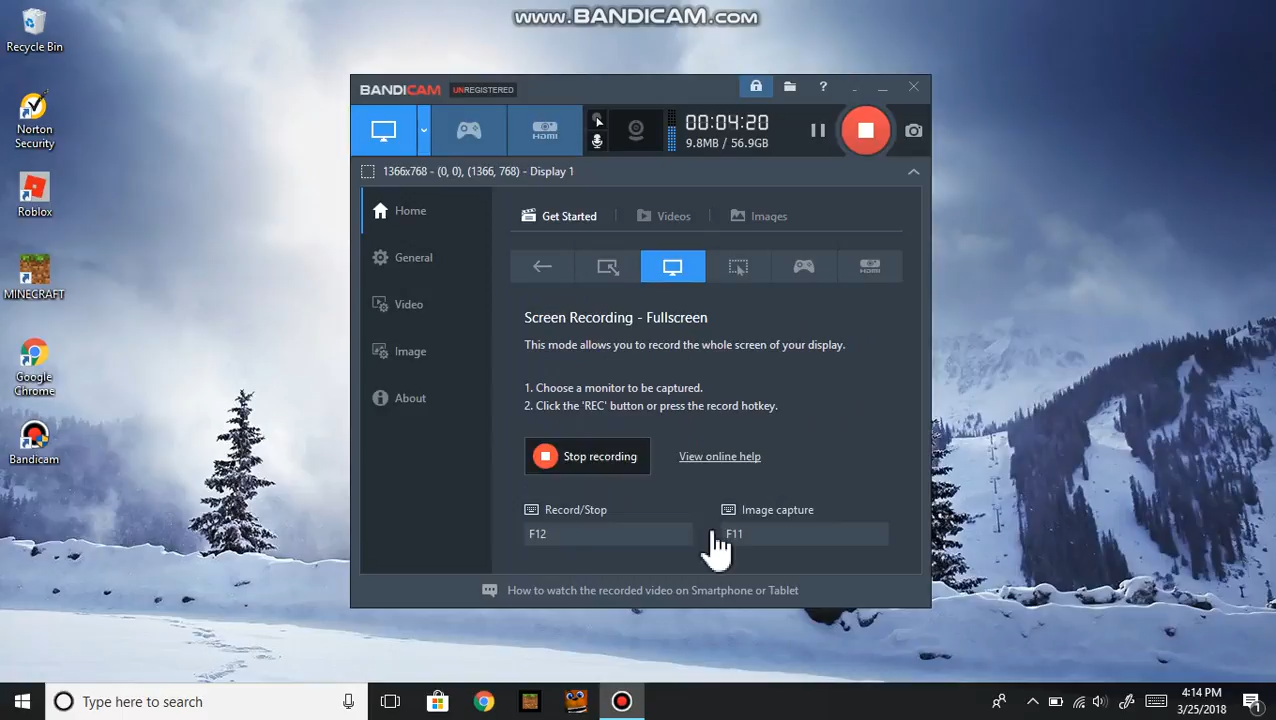 www.BANDICAM.com
Recycle Bin
Norton
Security
Roblox
MINECRAFT
Google
Chrome
Bandicam
BANDICAM
UNREGISTERED
?
HDMI
00:04:20
9.8MB / 56.9GB
1366x768 - (0, 0), (1366, 768) - Display 1
Home
General
Video
Image
About
Get Started
Videos
Images
HDMI
Screen Recording - Fullscreen
This mode allows you to record the whole screen of your display.
1. Choose a monitor to be captured.
2. Click the 'REC' button or press the record hotkey.
Stop recording
View online help
Record/Stop
Image capture
F12
F11
How to watch the recorded video on Smartphone or Tablet
Type here to search
4:14 PM
3/25/2018
1